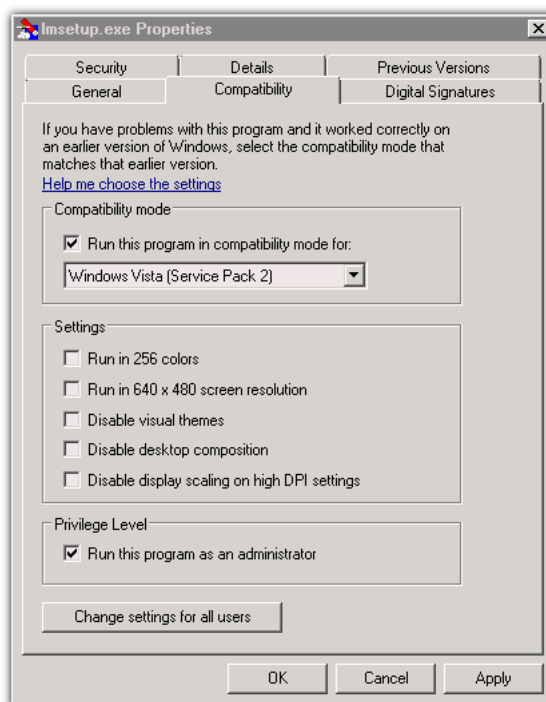 lmsetup.exe Properties
Security Details Previous Versions
General Compatibility Digital Signatures
If you have problems with this program and it worked correctly on
an earlier version of Windows, select the compatibility mode that
matches that earlier version.
Help me choose the settings
Compatibility mode
Run this program in compatibility mode for:
Windows Vista (Service Pack 2)
Settings
Run in 256 colors
Run in 640 x 480 screen resolution
Disable visual themes
Disable desktop composition
Disable display scaling on high DPI settings
Privilege Level
Run this program as an administrator
Change settings for all users
OK Cancel Apply